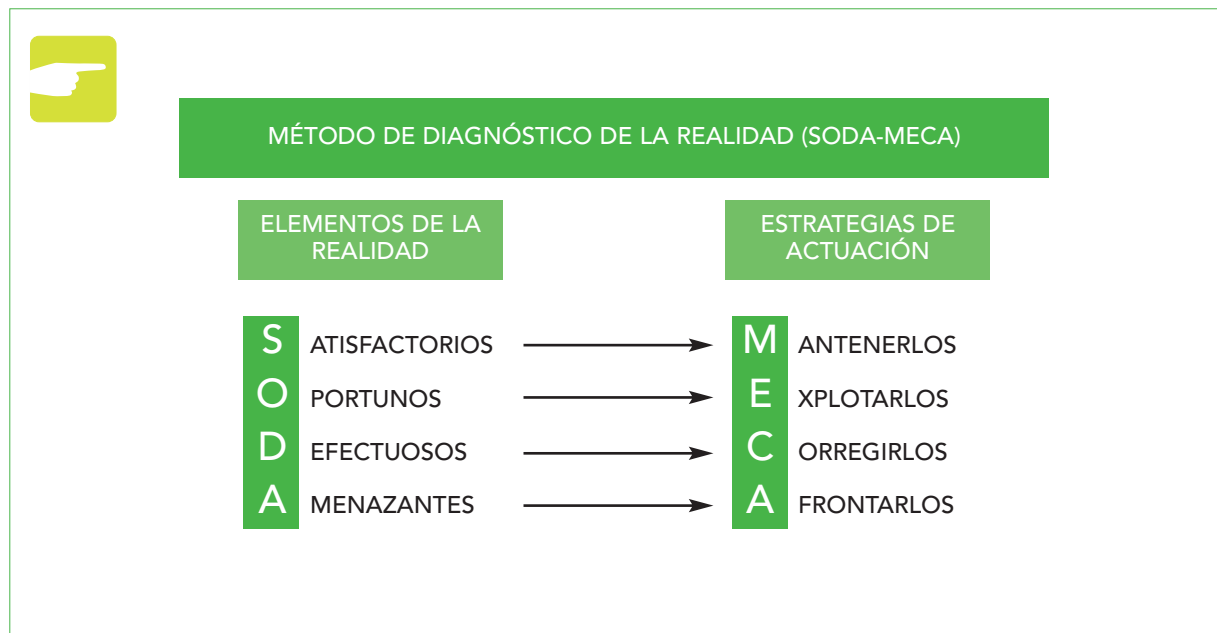 MÉTODO DE DIAGNÓSTICO DE LA REALIDAD (SODA-MECA)
ELEMENTOS DE LA
REALIDAD
ESTRATEGIAS DE
ACTUACIÓN
S ATISFACTORIOS M ANTENERLOS
O PORTUNOS E XPLOTARLOS
D EFECTUOSOS C ORREGIRLOS
A MENAZANTES A FRONTARLOS